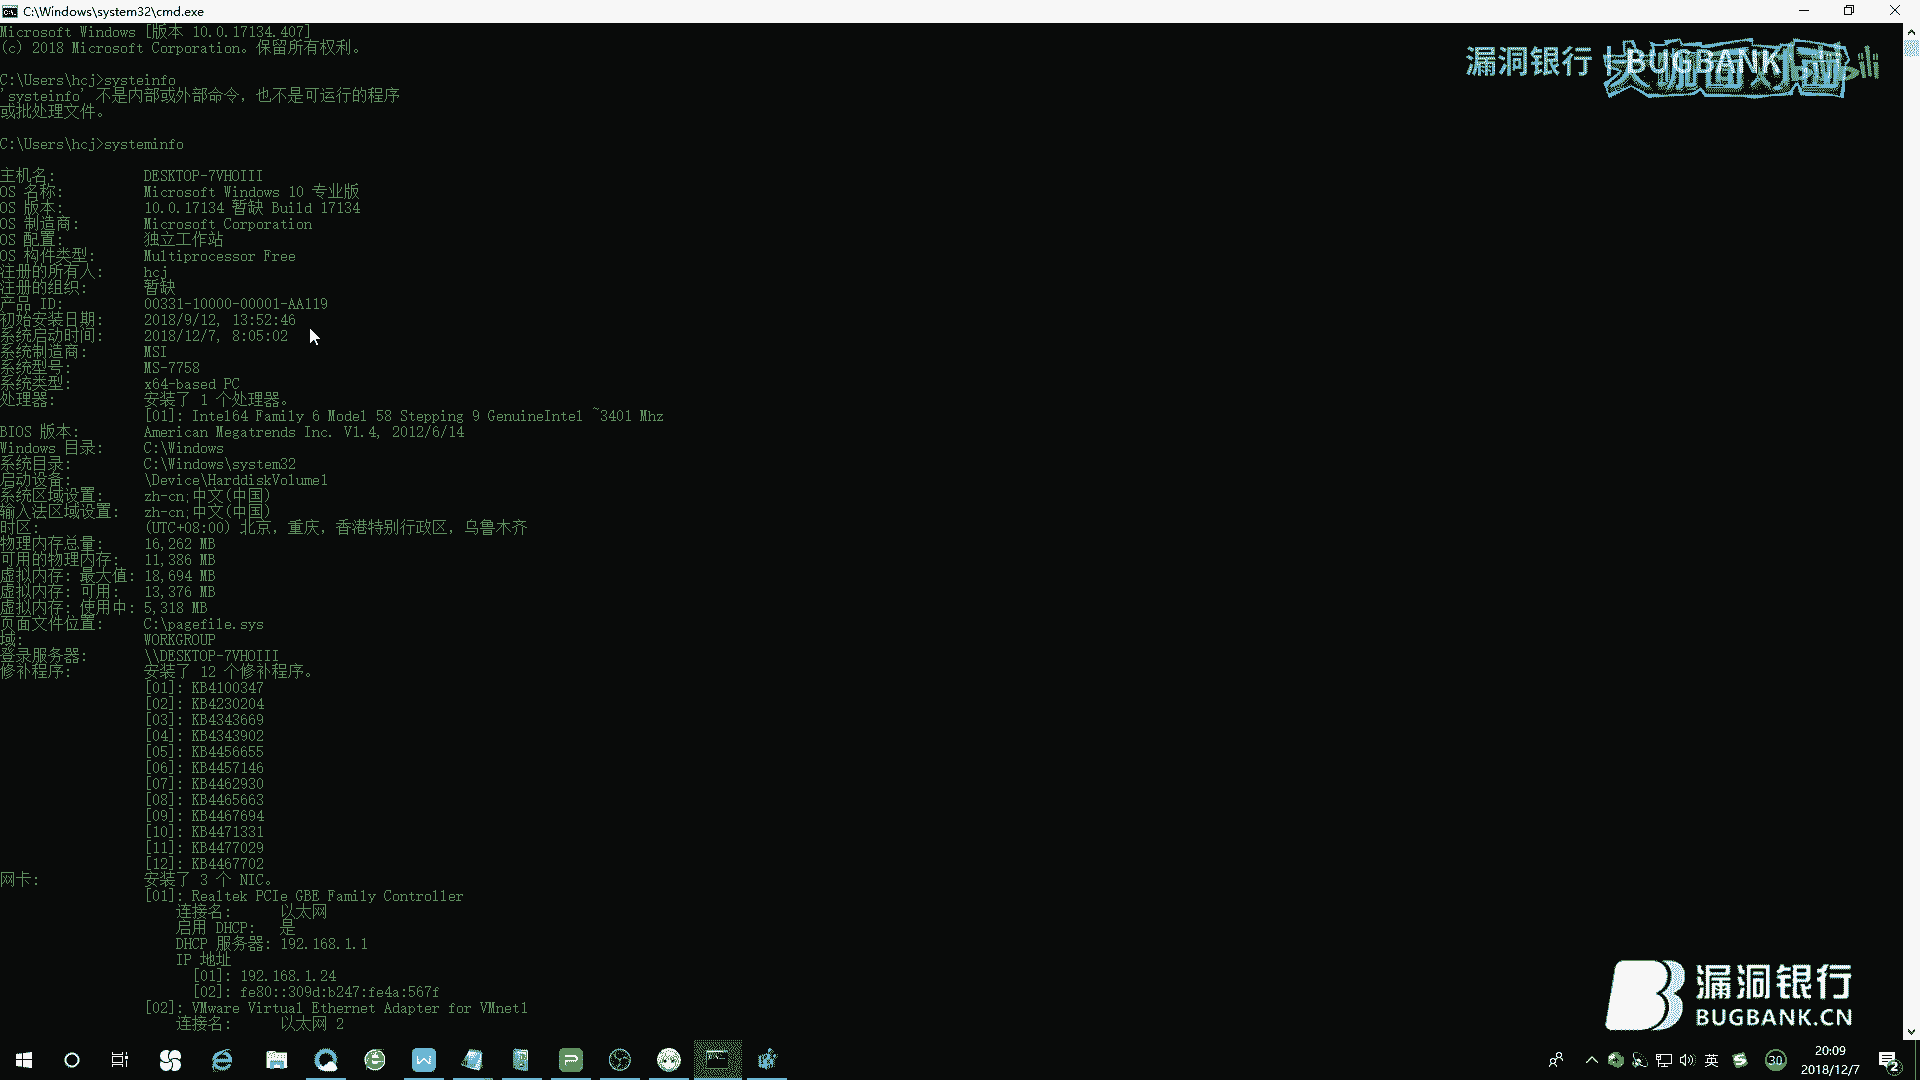 C:\Windows\system32\cmd.exe
Microsoft Windows [版本 10.0.17134.407]
(c) 2018 Microsoft Corporation。保留所有权利。
漏洞银行 | BUGBANK
大咖面对面
bilibili
C:\Users\hcj>systeinfo
'systeinfo' 不是内部或外部命令，也不是可运行的程序
或批处理文件。
C:\Users\hcj>systeminfo
主机名: DESKTOP-7VHOIII
OS 名称: Microsoft Windows 10 专业版
OS 版本: 10.0.17134 暂缺 Build 17134
OS 制造商: Microsoft Corporation
OS 配置: 独立工作站
OS 构件类型: Multiprocessor Free
注册的所有人: hcj
注册的组织: 暂缺
产品 ID: 00331-10000-00001-AA119
初始安装日期: 2018/9/12, 13:52:46
系统启动时间: 2018/12/7, 8:05:02
系统制造商: MSI
系统型号: MS-7758
系统类型: x64-based PC
处理器: 安装了 1 个处理器。
[01]: Intel64 Family 6 Model 58 Stepping 9 GenuineIntel ~3401 Mhz
BIOS 版本: American Megatrends Inc. V1.4, 2012/6/14
Windows 目录: C:\Windows
系统目录: C:\Windows\system32
启动设备: \Device\HarddiskVolume1
系统区域设置: zh-cn;中文(中国)
输入法区域设置: zh-cn;中文(中国)
时区: (UTC+08:00) 北京，重庆，香港特别行政区，乌鲁木齐
物理内存总量: 16,262 MB
可用的物理内存: 11,386 MB
虚拟内存: 最大值: 18,694 MB
虚拟内存: 可用: 13,376 MB
虚拟内存: 使用中: 5,318 MB
页面文件位置: C:\pagefile.sys
域: WORKGROUP
登录服务器: \\DESKTOP-7VHOIII
修补程序: 安装了 12 个修补程序。
[01]: KB4100347
[02]: KB4230204
[03]: KB4343669
[04]: KB4343902
[05]: KB4456655
[06]: KB4457146
[07]: KB4462930
[08]: KB4465663
[09]: KB4467694
[10]: KB4471331
[11]: KB4477029
[12]: KB4467702
网卡: 安装了 3 个 NIC。
[01]: Realtek PCIe GBE Family Controller
连接名: 以太网
启用 DHCP: 是
DHCP 服务器: 192.168.1.1
IP 地址
[01]: 192.168.1.24
[02]: fe80::309d:b247:fe4a:567f
[02]: VMware Virtual Ethernet Adapter for VMnet1
连接名: 以太网 2
漏洞银行
BUGBANK.CN
英
30
20:09
2018/12/7
2